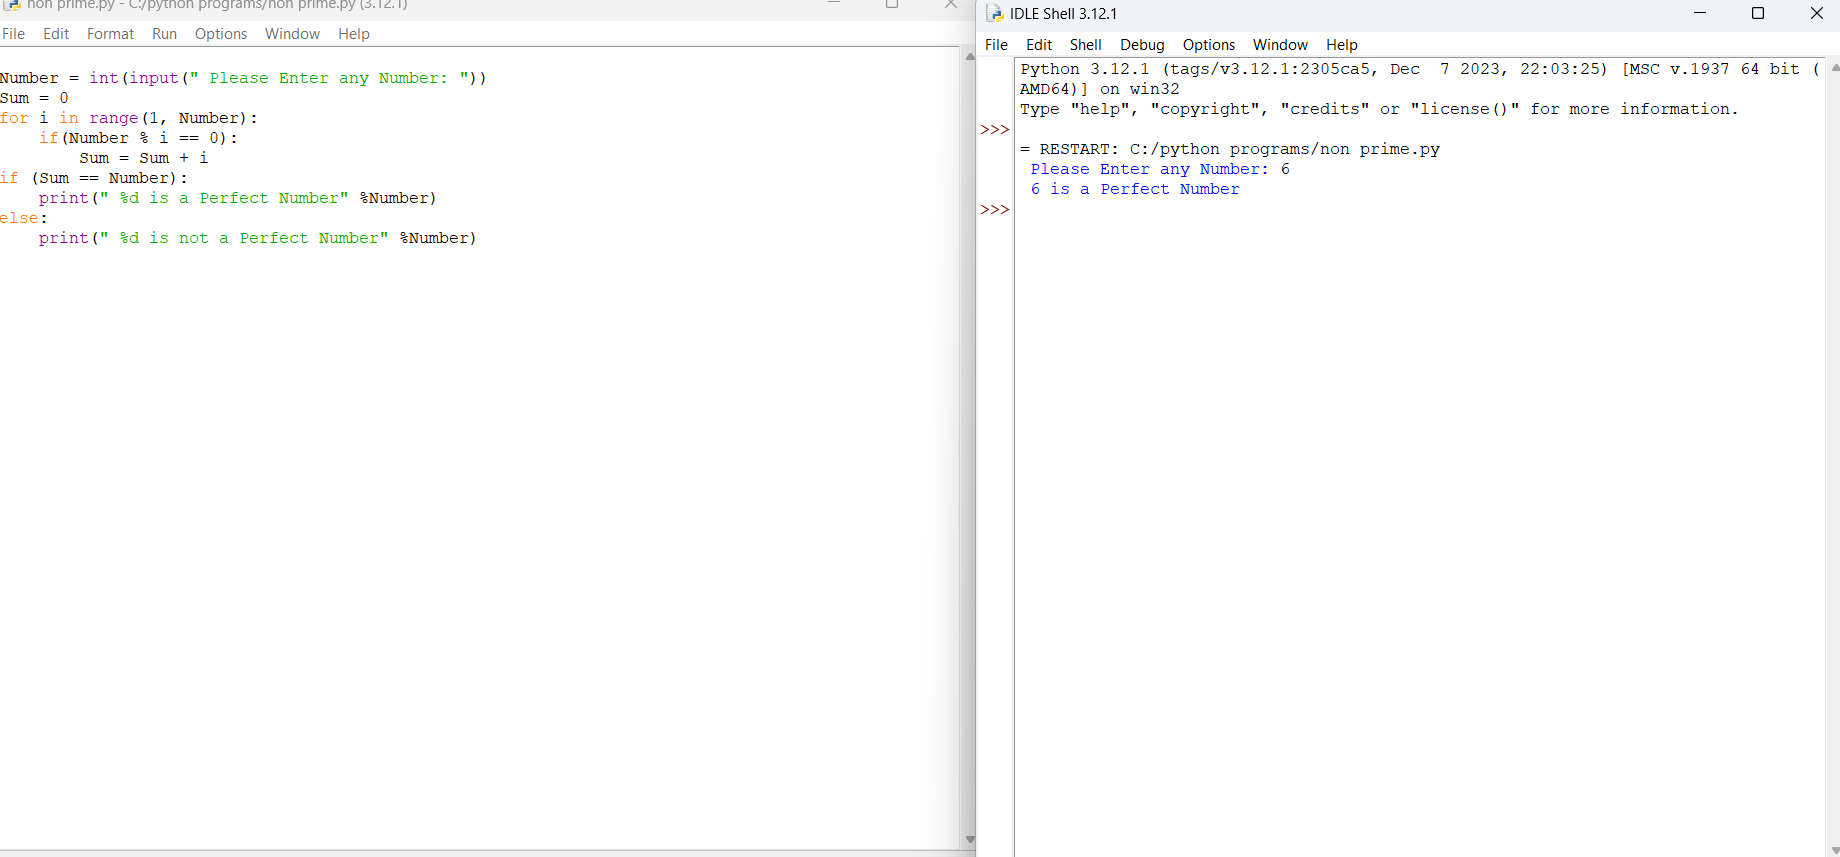 non prime.py - C:/python programs/non prime.py (3.12.1)
File Edit Format Run Options Window Help
Number = int(input(" Please Enter any Number: "))
Sum = 0
for i in range(1, Number):
    if(Number % i == 0):
        Sum = Sum + i
if (Sum == Number):
    print(" %d is a Perfect Number" %Number)
else:
    print(" %d is not a Perfect Number" %Number)
IDLE Shell 3.12.1
File Edit Shell Debug Options Window Help
Python 3.12.1 (tags/v3.12.1:2305ca5, Dec  7 2023, 22:03:25) [MSC v.1937 64 bit (
AMD64)] on win32
Type "help", "copyright", "credits" or "license()" for more information.
>>>
= RESTART: C:/python programs/non prime.py
 Please Enter any Number: 6
 6 is a Perfect Number
>>>